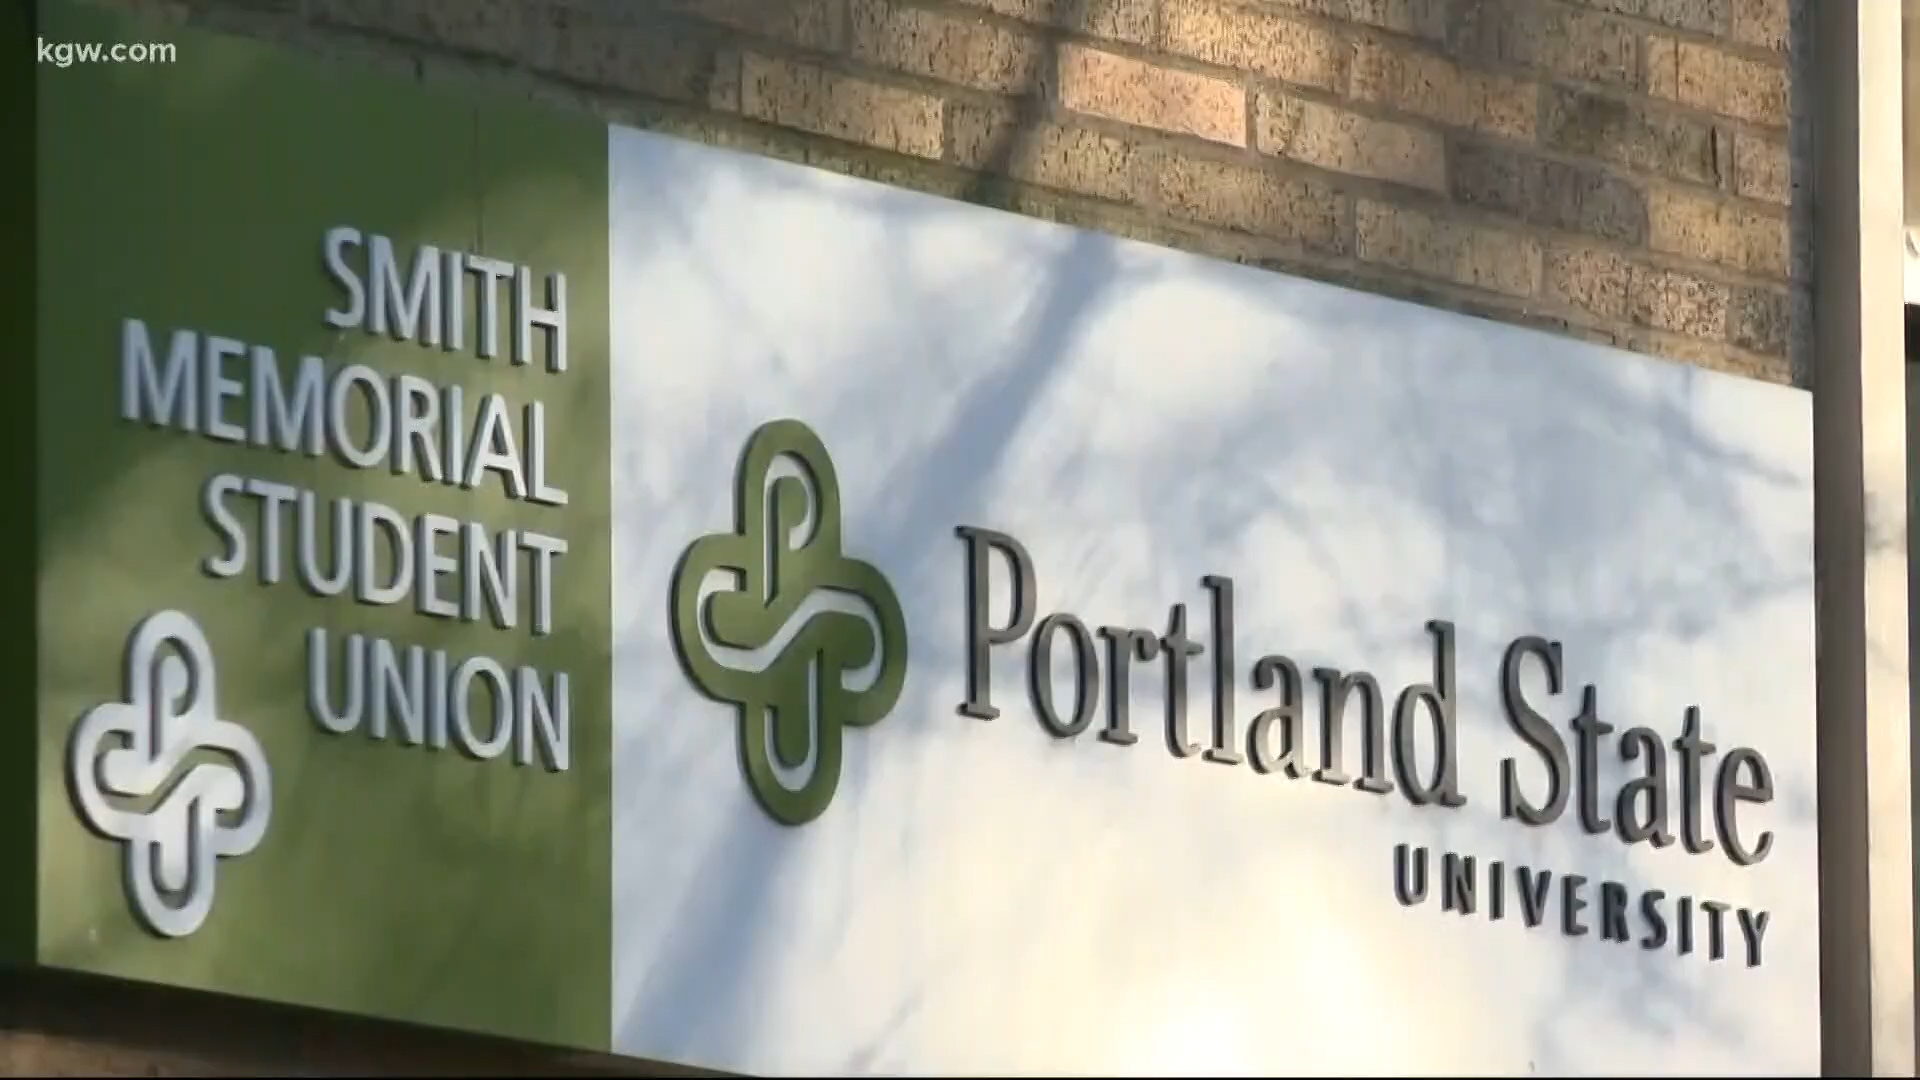 kgw.com
SMITH
MEMORIAL
STUDENT
UNION
Portland State
UNIVERSITY